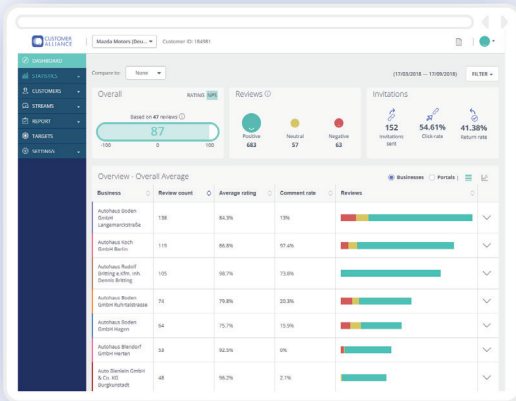 CUSTOMER
ALLIANCE
Mazda Motors (Deu...
Customer ID: 184981
DASHBOARD
STATISTICS
CUSTOMERS
STREAMS
REPORT
TARGETS
SETTINGS
Compare to: None
(17/03/2018 — 17/09/2018)
FILTER
Overall
RATING NPS
Based on 47 reviews
87
-100 0 100
Reviews
Positive Neutral Negative
683 57 63
Invitations
152 54.61% 41.38%
Invitations sent Click rate Return rate
Overview - Overall Average
Businesses Portals |
Business Review count Average rating Comment rate Reviews
Autohaus Boden
GmbH
Langemarckstraße
138 84.3% 13%
Autohaus Koch
GmbH Berlin
119 86.8% 97.4%
Autohaus Rudolf
Britting e.Kfm. Inh.
Dennis Britting
105 98.7% 73.8%
Autohaus Boden
GmbH Ruhrtalstrasse
74 79.8% 20.3%
Autohaus Boden
GmbH Hagen
64 75.7% 15.9%
Autohaus Blendorf
GmbH Herten
53 92.5% 0%
Auto Bienlein GmbH
& Co. KG
Burgkunstadt
48 96.2% 2.1%